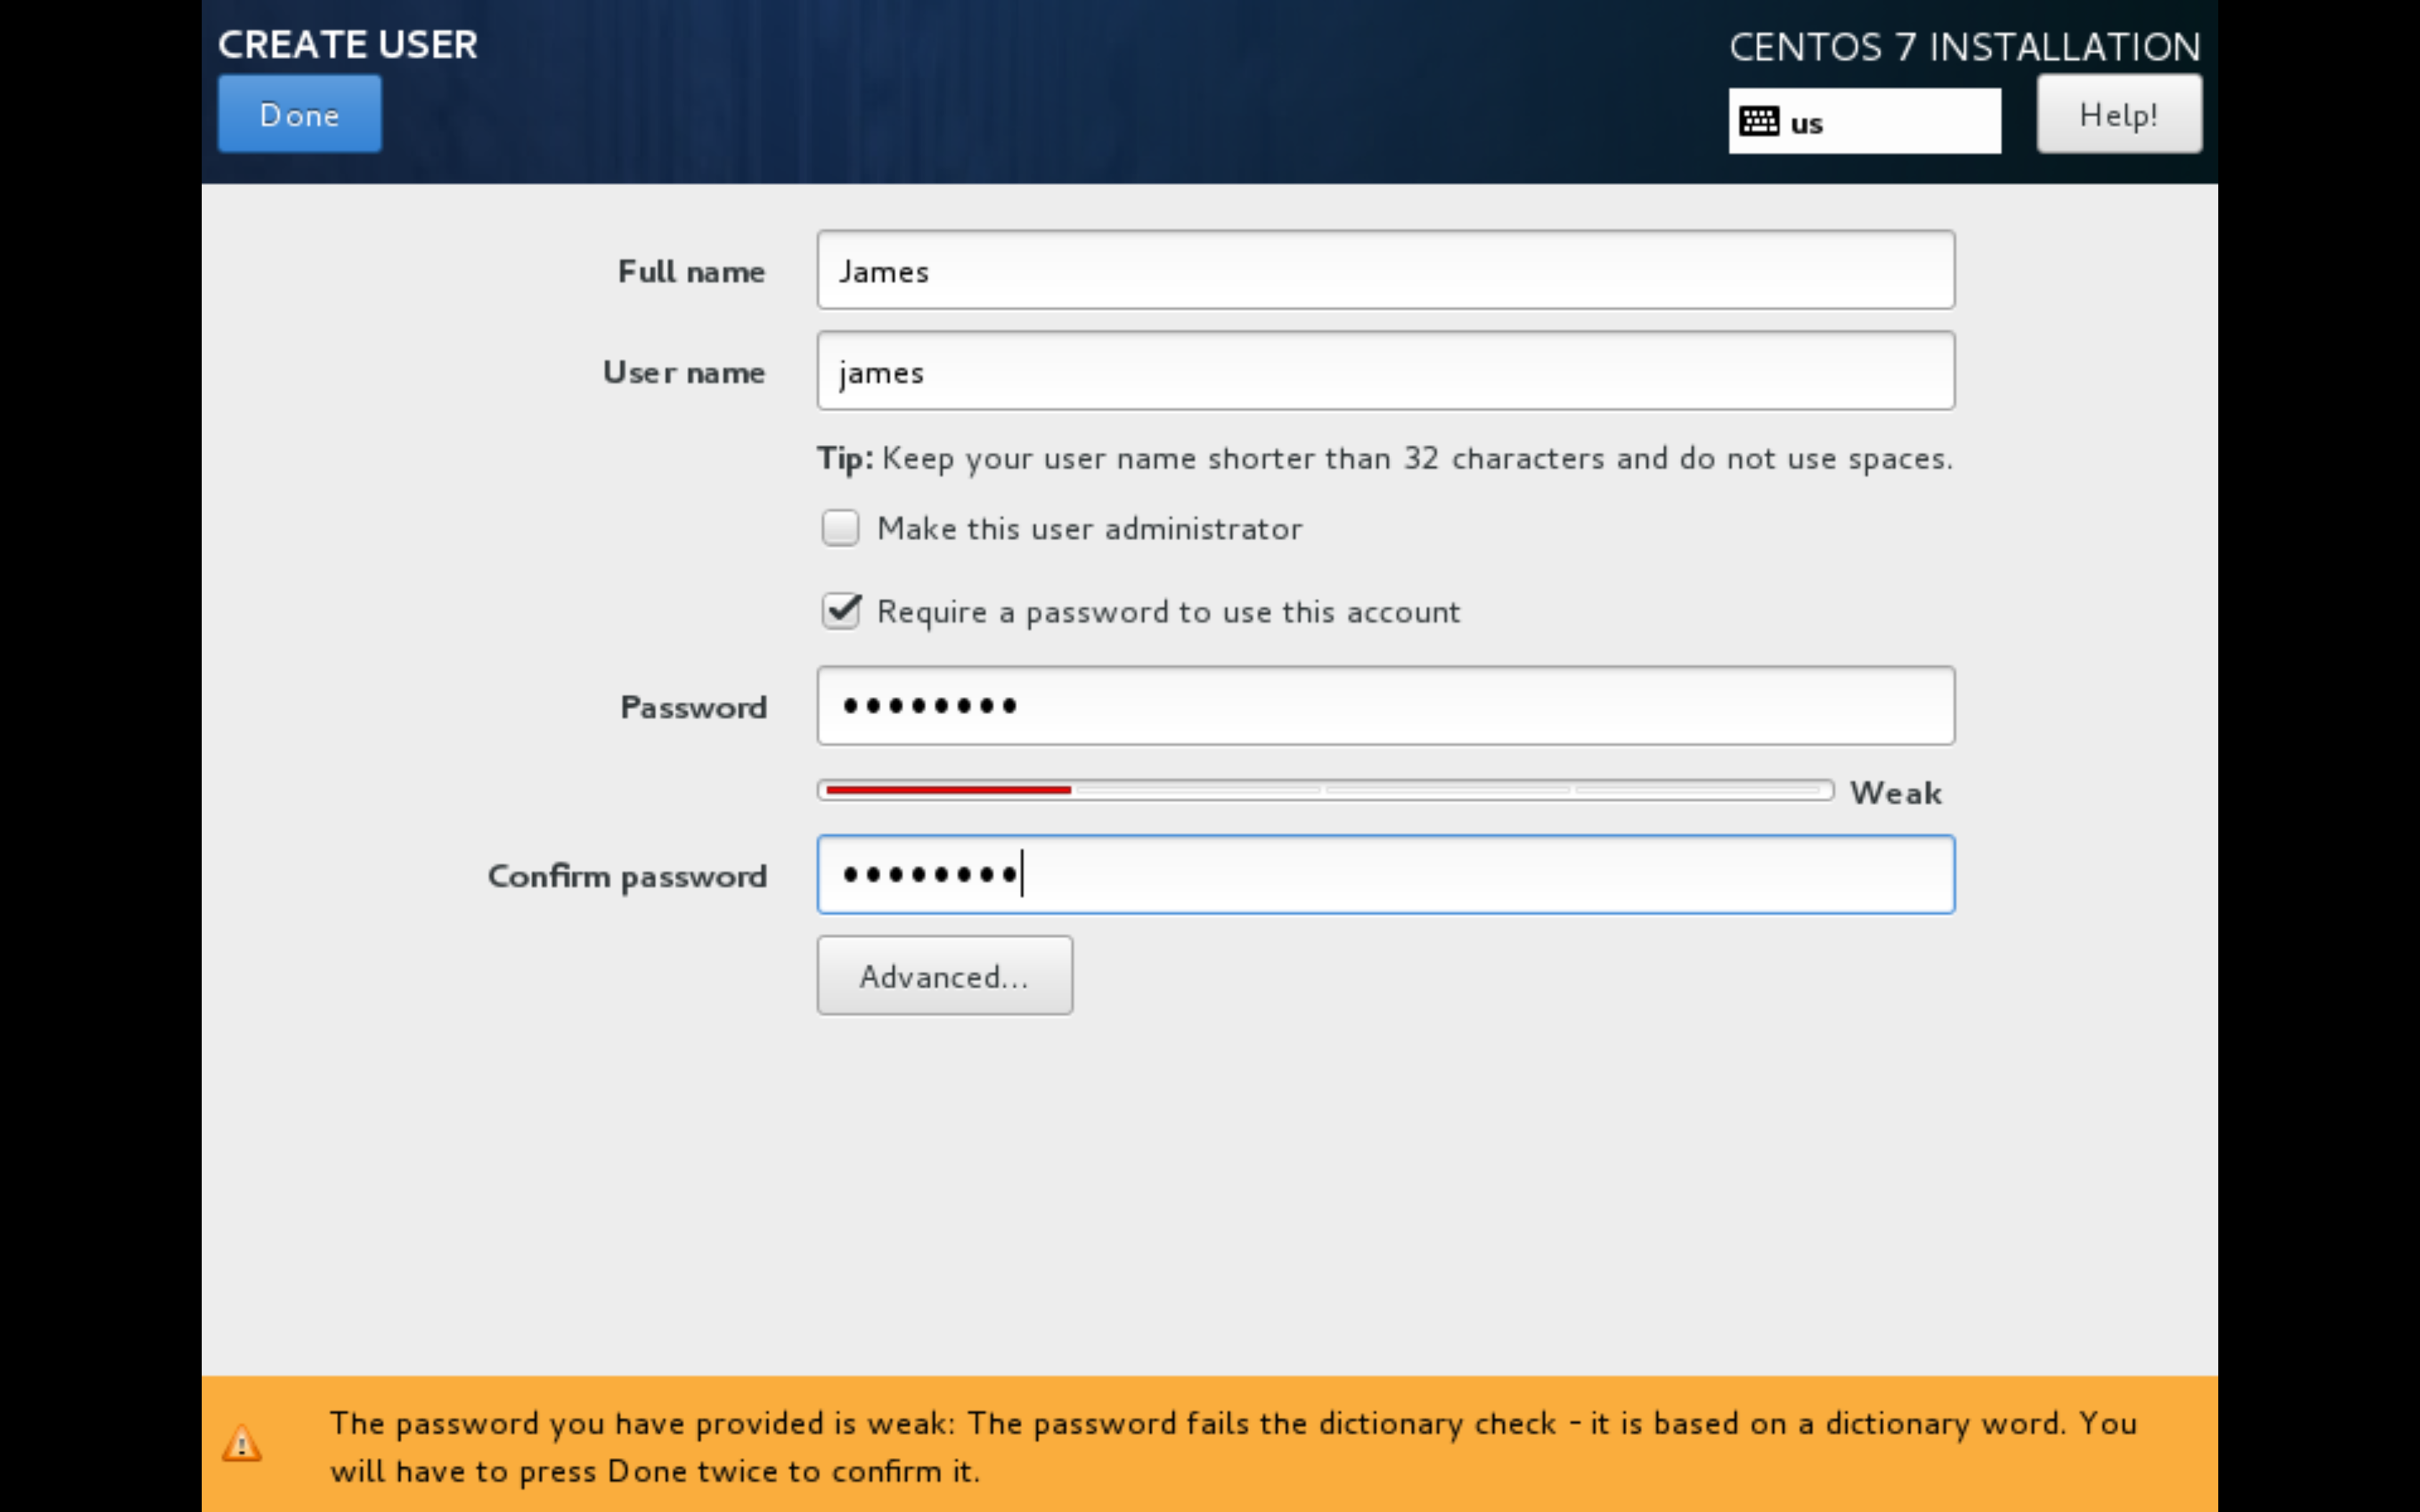 CREATE USER
CENTOS 7 INSTALLATION
Done
us
Help!
Full name
James
User name
james
Tip: Keep your user name shorter than 32 characters and do not use spaces.
Make this user administrator
Require a password to use this account
Password
••••••••
Weak
Confirm password
••••••••
Advanced...
The password you have provided is weak: The password fails the dictionary check - it is based on a dictionary word. You
will have to press Done twice to confirm it.